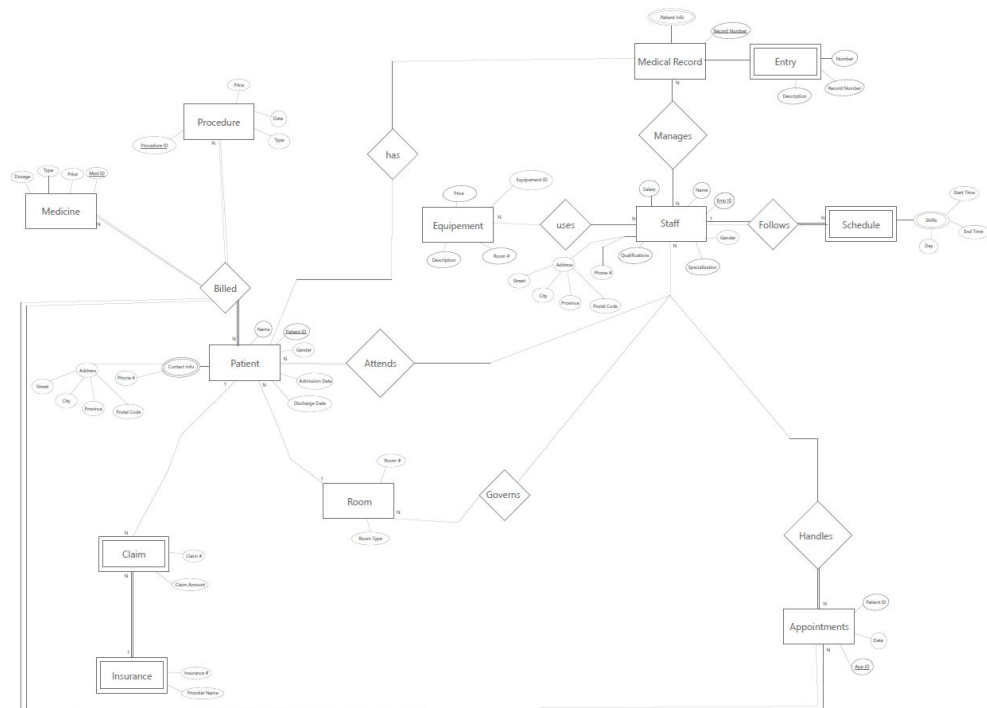 Patient Info
Record Number
Medical Record
Entry
Number
Record Number
Description
N
Manages
N
Price
Procedure
Date
Type
Procedure ID
N
has
Dosage
Type
Price
Med ID
Medicine
N
Equipement ID
Price
Equipement
N
Description
Room #
uses
Salary
Name
Emp ID
N
Staff
1
Gender
Qualifications
Specialization
N
Phone #
Address
Street
City
Province
Postal Code
Follows
N
Schedule
Shifts
Start Time
End Time
Day
Billed
N
Name
Patient ID
Gender
Contact Info
Patient
N
Admission Date
Discharge Date
1
N
Address
Phone #
Street
City
Province
Postal Code
Attends
Room #
1
Room
N
Room Type
Governs
N
Claim
Claim #
Claim Amount
N
1
Insurance
Insurance #
Provider Name
Handles
N
Patient ID
Appointments
Date
N
App ID